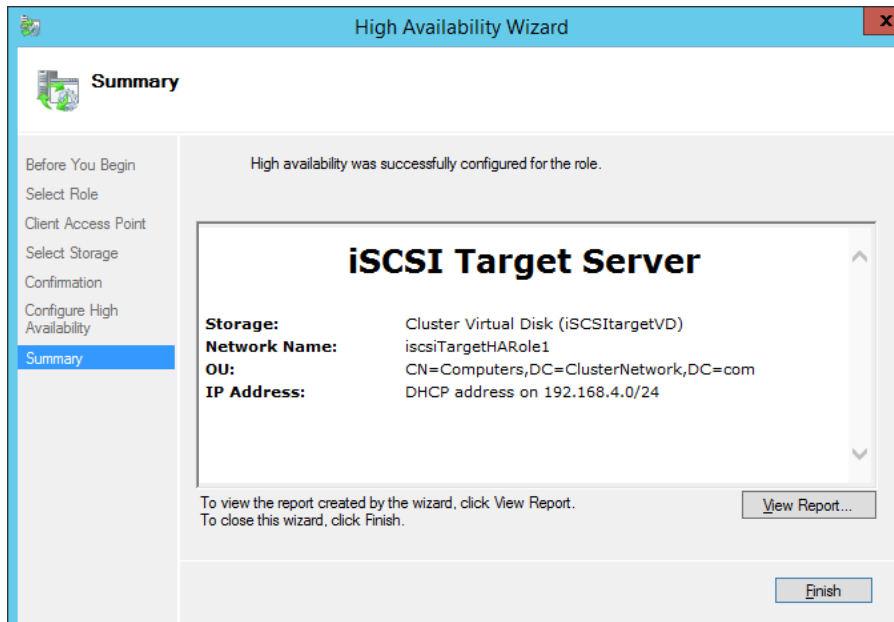 High Availability Wizard
x
Summary
Before You Begin
Select Role
Client Access Point
Select Storage
Confirmation
Configure High
Availability
Summary
High availability was successfully configured for the role.
iSCSI Target Server
Storage: Cluster Virtual Disk (iSCSItargetVD)
Network Name: iscsiTargetHARole1
OU: CN=Computers,DC=ClusterNetwork,DC=com
IP Address: DHCP address on 192.168.4.0/24
To view the report created by the wizard, click View Report.
To close this wizard, click Finish.
View Report...
Finish